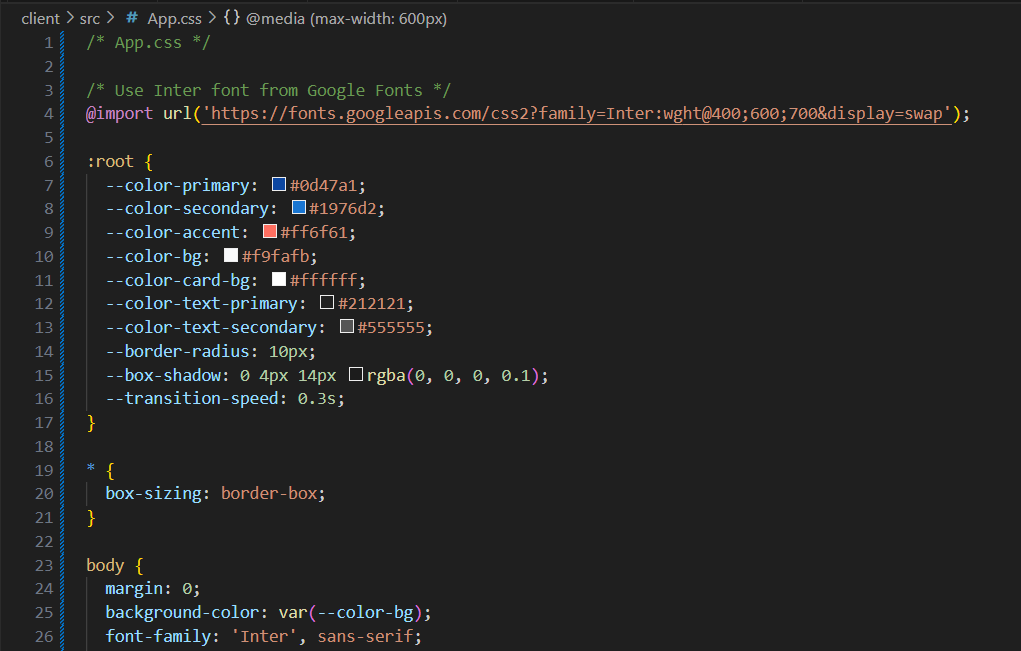 client > src > # App.css > {} @media (max-width: 600px)
1 /* App.css */
2
3 /* Use Inter font from Google Fonts */
4 @import url('https://fonts.googleapis.com/css2?family=Inter:wght@400;600;700&display=swap');
5
6 :root {
7   --color-primary: #0d47a1;
8   --color-secondary: #1976d2;
9   --color-accent: #ff6f61;
10   --color-bg: #f9fafb;
11   --color-card-bg: #ffffff;
12   --color-text-primary: #212121;
13   --color-text-secondary: #555555;
14   --border-radius: 10px;
15   --box-shadow: 0 4px 14px rgba(0, 0, 0, 0.1);
16   --transition-speed: 0.3s;
17 }
18
19 * {
20   box-sizing: border-box;
21 }
22
23 body {
24   margin: 0;
25   background-color: var(--color-bg);
26   font-family: 'Inter', sans-serif;